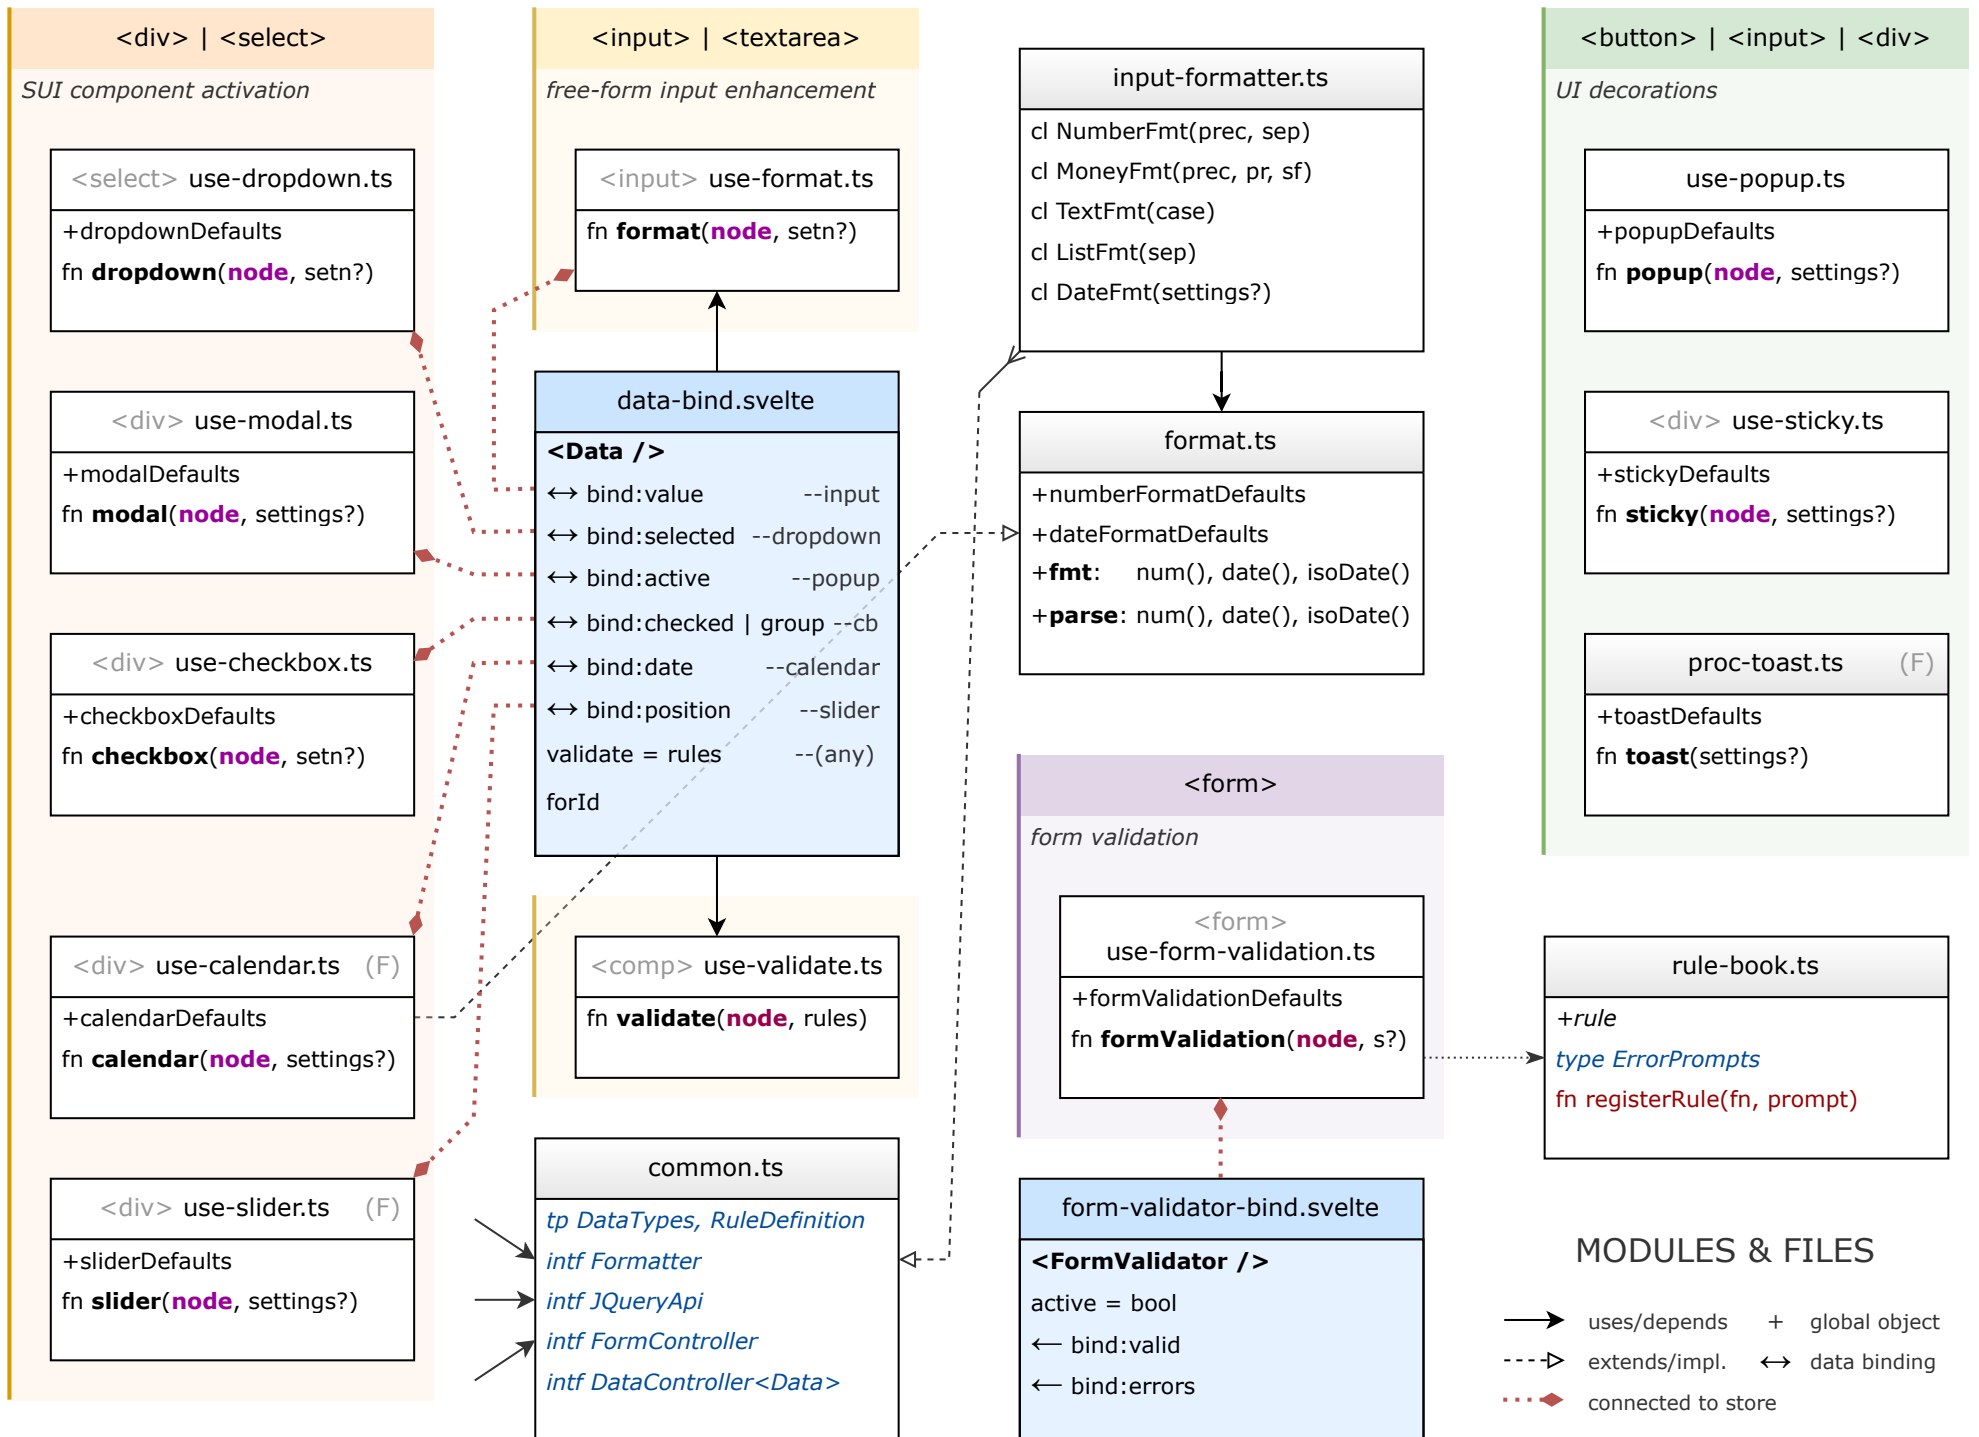 <div> | <select>
SUI component activation
<select> use-dropdown.ts
+dropdownDefaults
fn dropdown(node, setn?)
<div> use-modal.ts
+modalDefaults
fn modal(node, settings?)
<div> use-checkbox.ts
+checkboxDefaults
fn checkbox(node, setn?)
<div> use-calendar.ts (F)
+calendarDefaults
fn calendar(node, settings?)
<div> use-slider.ts (F)
+sliderDefaults
fn slider(node, settings?)
<input> | <textarea>
free-form input enhancement
<input> use-format.ts
fn format(node, setn?)
data-bind.svelte
<Data />
↔ bind:value --input
↔ bind:selected --dropdown
↔ bind:active --popup
↔ bind:checked | group --cb
↔ bind:date --calendar
↔ bind:position --slider
validate = rules --(any)
forId
<comp> use-validate.ts
fn validate(node, rules)
common.ts
tp DataTypes, RuleDefinition
intf Formatter
intf JQueryApi
intf FormController
intf DataController<Data>
input-formatter.ts
cl NumberFmt(prec, sep)
cl MoneyFmt(prec, pr, sf)
cl TextFmt(case)
cl ListFmt(sep)
cl DateFmt(settings?)
format.ts
+numberFormatDefaults
+dateFormatDefaults
+fmt: num(), date(), isoDate()
+parse: num(), date(), isoDate()
<form>
form validation
<form>
use-form-validation.ts
+formValidationDefaults
fn formValidation(node, s?)
form-validator-bind.svelte
<FormValidator />
active = bool
← bind:valid
← bind:errors
<button> | <input> | <div>
UI decorations
use-popup.ts
+popupDefaults
fn popup(node, settings?)
<div> use-sticky.ts
+stickyDefaults
fn sticky(node, settings?)
proc-toast.ts (F)
+toastDefaults
fn toast(settings?)
rule-book.ts
+rule
type ErrorPrompts
fn registerRule(fn, prompt)
MODULES & FILES
uses/depends + global object
extends/impl. ↔ data binding
connected to store